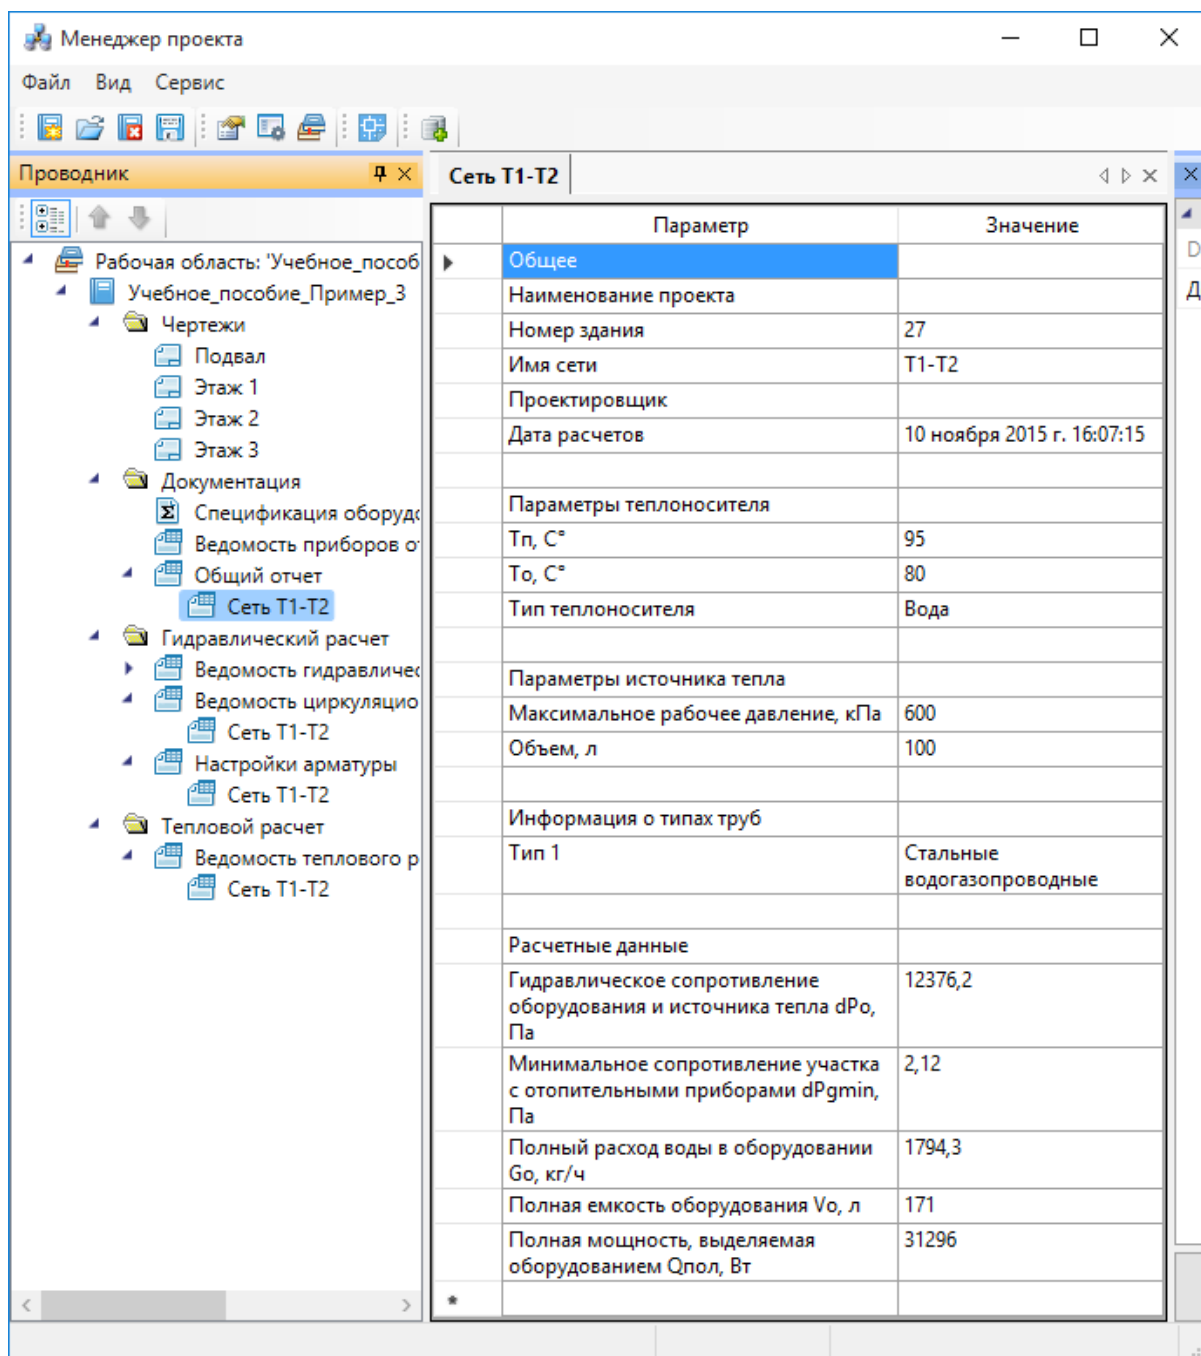 Менеджер проекта
Файл Вид Сервис
Проводник
Рабочая область: 'Учебное_пособ
Учебное_пособие_Пример_3
Чертежи
Подвал
Этаж 1
Этаж 2
Этаж 3
Документация
Спецификация оборудо
Ведомость приборов от
Общий отчет
Сеть Т1-Т2
Гидравлический расчет
Ведомость гидравличес
Ведомость циркуляцио
Сеть Т1-Т2
Настройки арматуры
Сеть Т1-Т2
Тепловой расчет
Ведомость теплового р
Сеть Т1-Т2
Сеть Т1-Т2
Параметр Значение
Общее
Наименование проекта
Номер здания 27
Имя сети Т1-Т2
Проектировщик
Дата расчетов 10 ноября 2015 г. 16:07:15
Параметры теплоносителя
Тп, С° 95
То, С° 80
Тип теплоносителя Вода
Параметры источника тепла
Максимальное рабочее давление, кПа 600
Объем, л 100
Информация о типах труб
Тип 1 Стальные
водогазопроводные
Расчетные данные
Гидравлическое сопротивление 12376,2
оборудования и источника тепла dPo,
Па
Минимальное сопротивление участка 2,12
с отопительными приборами dPgmin,
Па
Полный расход воды в оборудовании 1794,3
Go, кг/ч
Полная емкость оборудования Vo, л 171
Полная мощность, выделяемая 31296
оборудованием Qпол, Вт
*
D
Д